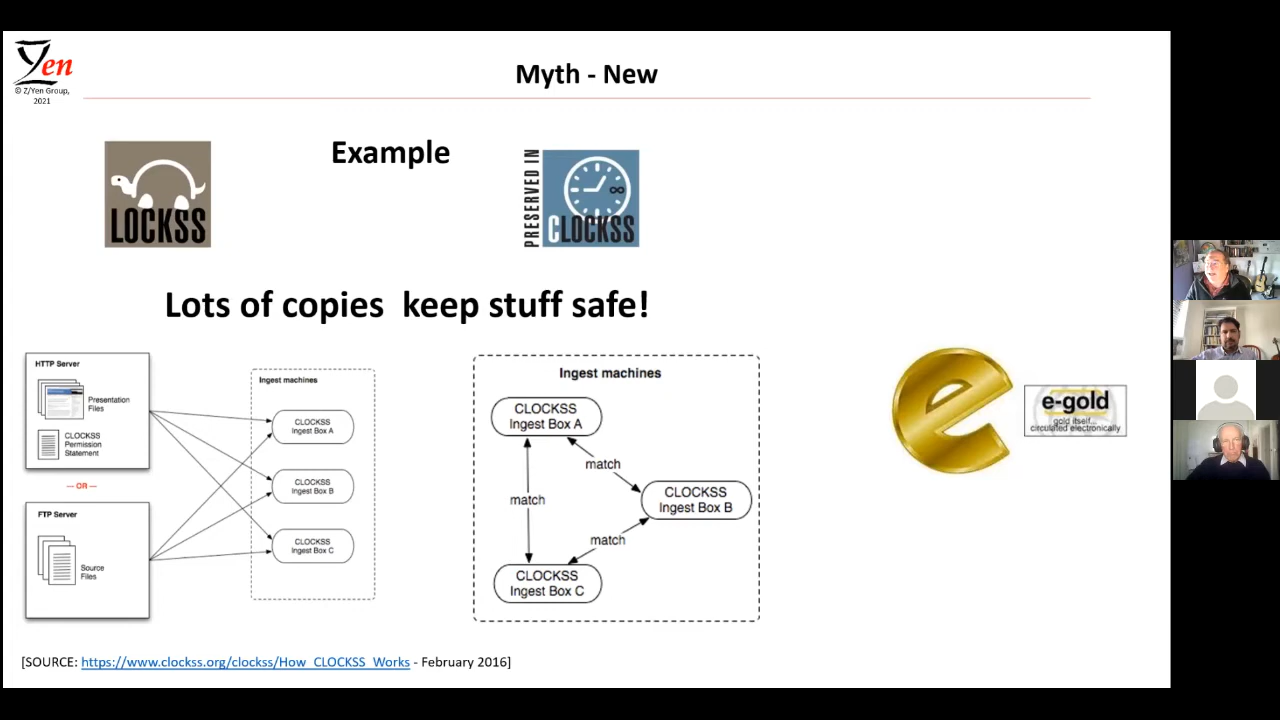 Z/Yen
© Z/Yen Group,
2021
Myth - New
LOCKSS
Example
PRESERVED IN
CLOCKSS
Lots of copies keep stuff safe!
HTTP Server
Presentation
Files
CLOCKSS
Permission
Statement
— OR —
FTP Server
Source
Files
Ingest machines
CLOCKSS
Ingest Box A
CLOCKSS
Ingest Box B
CLOCKSS
Ingest Box C
Ingest machines
CLOCKSS
Ingest Box A
match
match
CLOCKSS
Ingest Box B
match
CLOCKSS
Ingest Box C
e
e-gold
gold itself...
circulated electronically
[SOURCE: https://www.clockss.org/clockss/How_CLOCKSS_Works - February 2016]